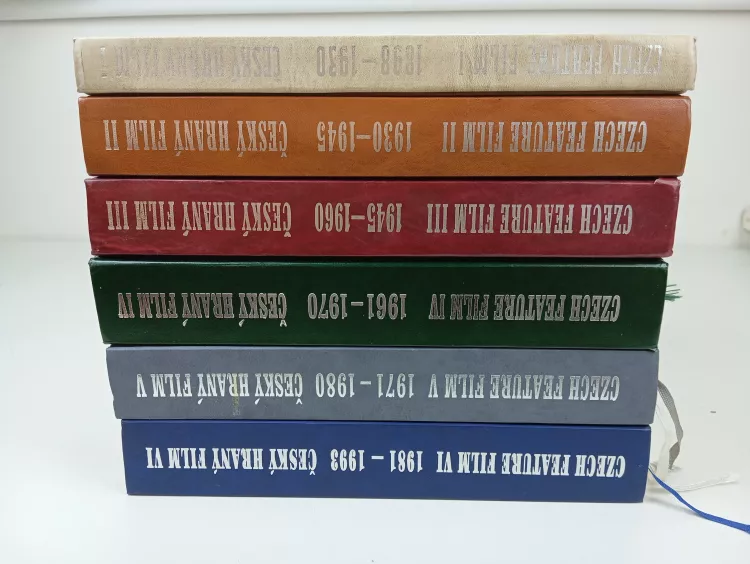 CZECH FEATURE FILM I 1898–1930 ČESKÝ HRANÝ FILM I
CZECH FEATURE FILM II 1930–1945 ČESKÝ HRANÝ FILM II
CZECH FEATURE FILM III 1945–1960 ČESKÝ HRANÝ FILM III
CZECH FEATURE FILM IV 1961–1970 ČESKÝ HRANÝ FILM IV
CZECH FEATURE FILM V 1971–1980 ČESKÝ HRANÝ FILM V
CZECH FEATURE FILM VI 1981–1993 ČESKÝ HRANÝ FILM VI